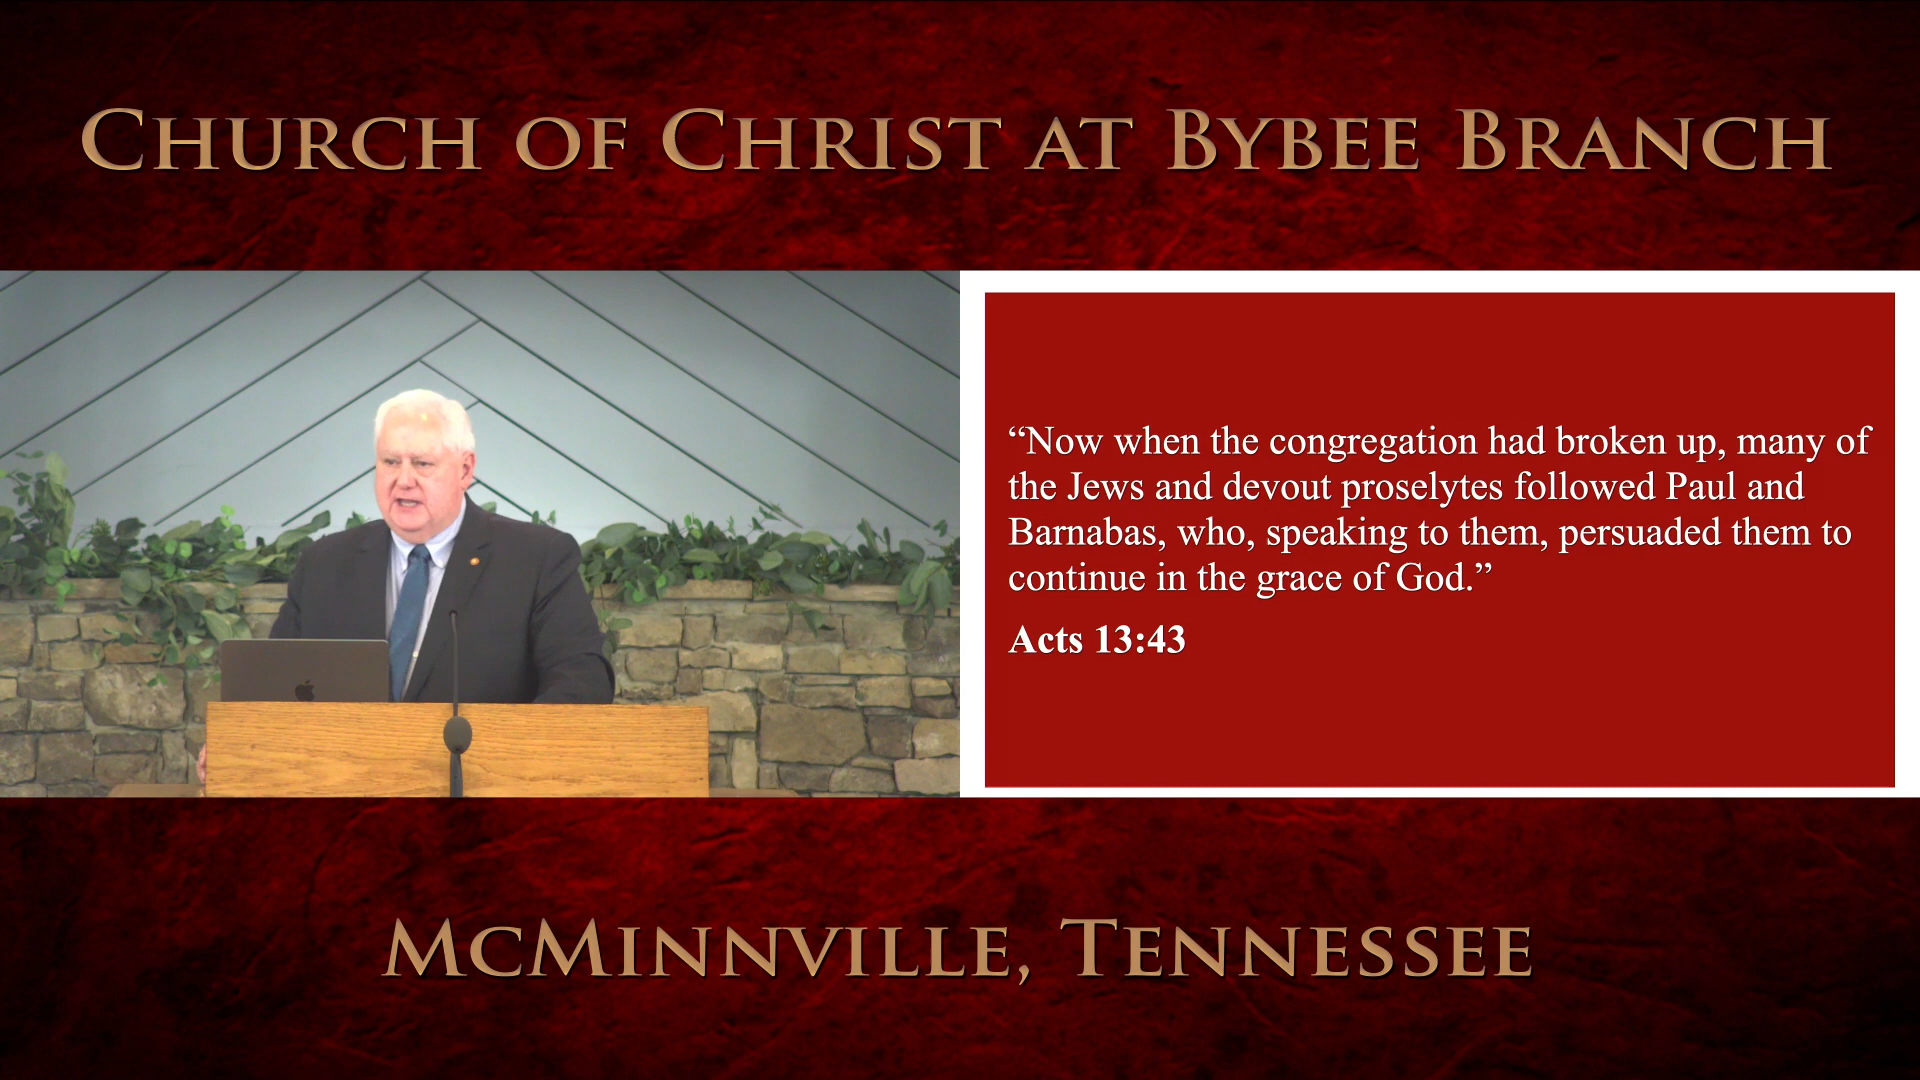 Church of Christ at Bybee Branch
“Now when the congregation had broken up, many of
the Jews and devout proselytes followed Paul and
Barnabas, who, speaking to them, persuaded them to
continue in the grace of God.”
Acts 13:43
McMinnville, Tennessee